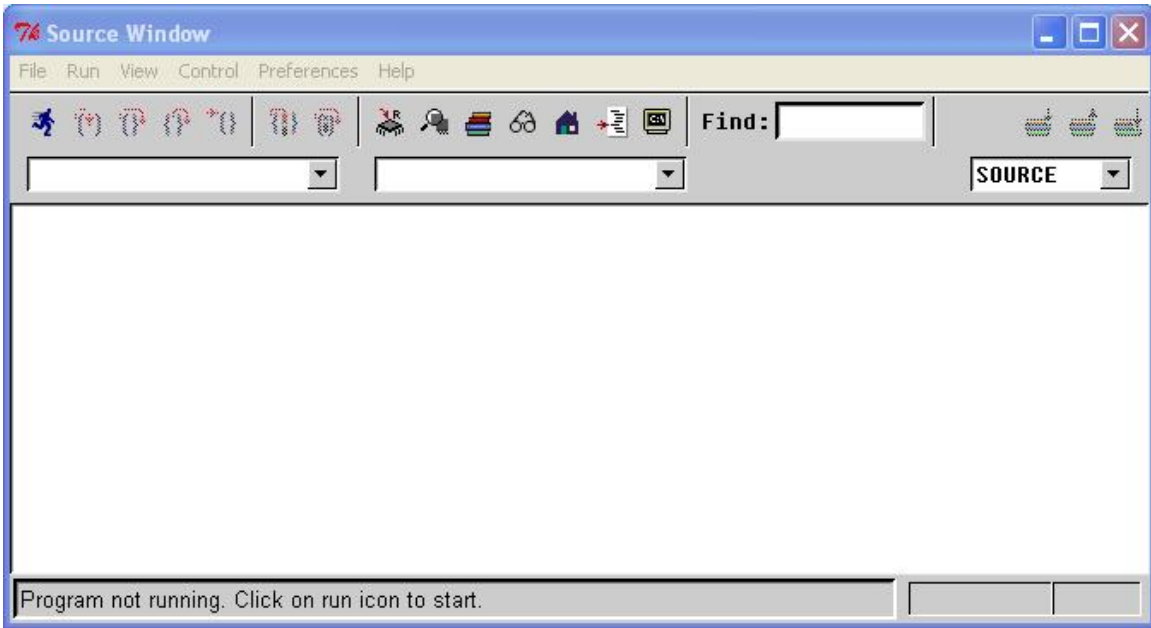 Source Window
File Run View Control Preferences Help
Find:
SOURCE
Program not running. Click on run icon to start.